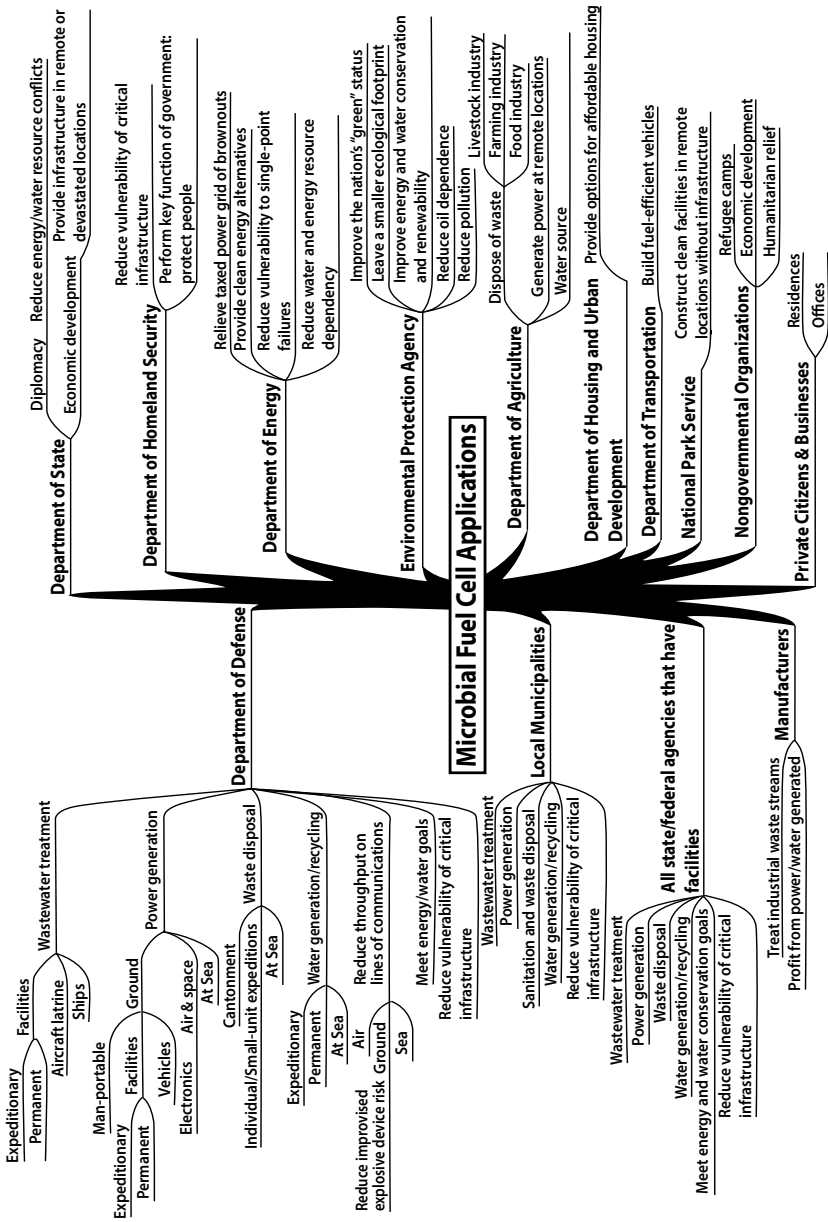 Microbial Fuel Cell Applications
Department of Defense
Wastewater treatment
Facilities
Expeditionary
Permanent
Aircraft latrine
Ships
Power generation
Ground
Man-portable
Facilities
Expeditionary
Permanent
Vehicles
Electronics
Air & space
At Sea
Waste disposal
Cantonment
Individual/Small-unit expeditions
At Sea
Water generation/recycling
Expeditionary
Permanent
At Sea
Reduce throughput on
lines of communications
Air
Ground
Reduce improvised
explosive device risk
Sea
Meet energy/water goals
Reduce vulnerability of critical
infrastructure
Local Municipalities
Wastewater treatment
Power generation
Sanitation and waste disposal
Water generation/recycling
Reduce vulnerability of critical
infrastructure
All state/federal agencies that have
facilities
Wastewater treatment
Power generation
Waste disposal
Water generation/recycling
Meet energy and water conservation goals
Reduce vulnerability of critical
infrastructure
Manufacturers
Treat industrial waste streams
Profit from power/water generated
Department of State
Diplomacy
Reduce energy/water resource conflicts
Economic development
Provide infrastructure in remote or
devastated locations
Department of Homeland Security
Reduce vulnerability of critical
infrastructure
Perform key function of government:
protect people
Department of Energy
Relieve taxed power grid of brownouts
Provide clean energy alternatives
Reduce vulnerability to single-point
failures
Reduce water and energy resource
dependency
Environmental Protection Agency
Improve the nation's “green” status
Leave a smaller ecological footprint
Improve energy and water conservation
and renewability
Reduce oil dependence
Reduce pollution
Department of Agriculture
Dispose of waste
Livestock industry
Farming industry
Food industry
Generate power at remote locations
Water source
Department of Housing and Urban
Development
Provide options for affordable housing
Department of Transportation
Build fuel-efficient vehicles
National Park Service
Construct clean facilities in remote
locations without infrastructure
Nongovernmental Organizations
Refugee camps
Economic development
Humanitarian relief
Private Citizens & Businesses
Residences
Offices